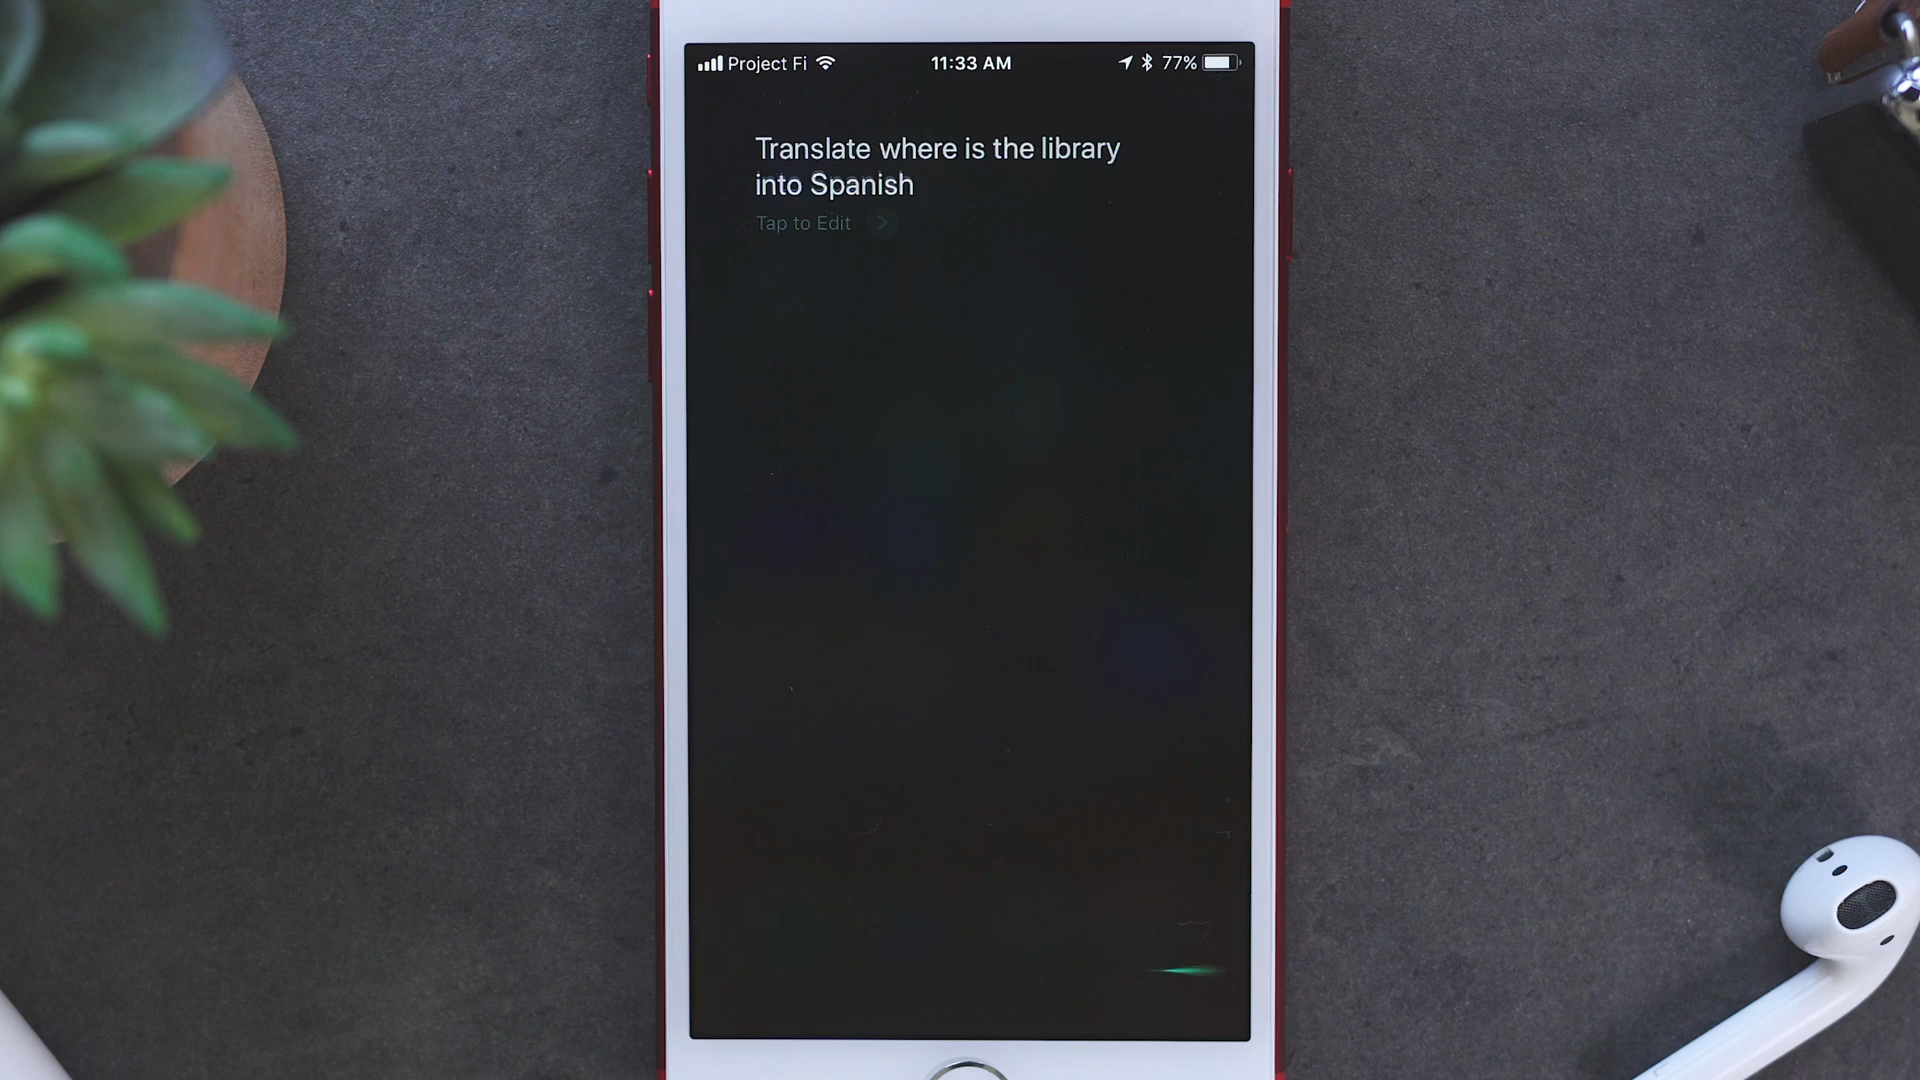 Project Fi 11:33 AM 77%
Translate where is the library
into Spanish
Tap to Edit